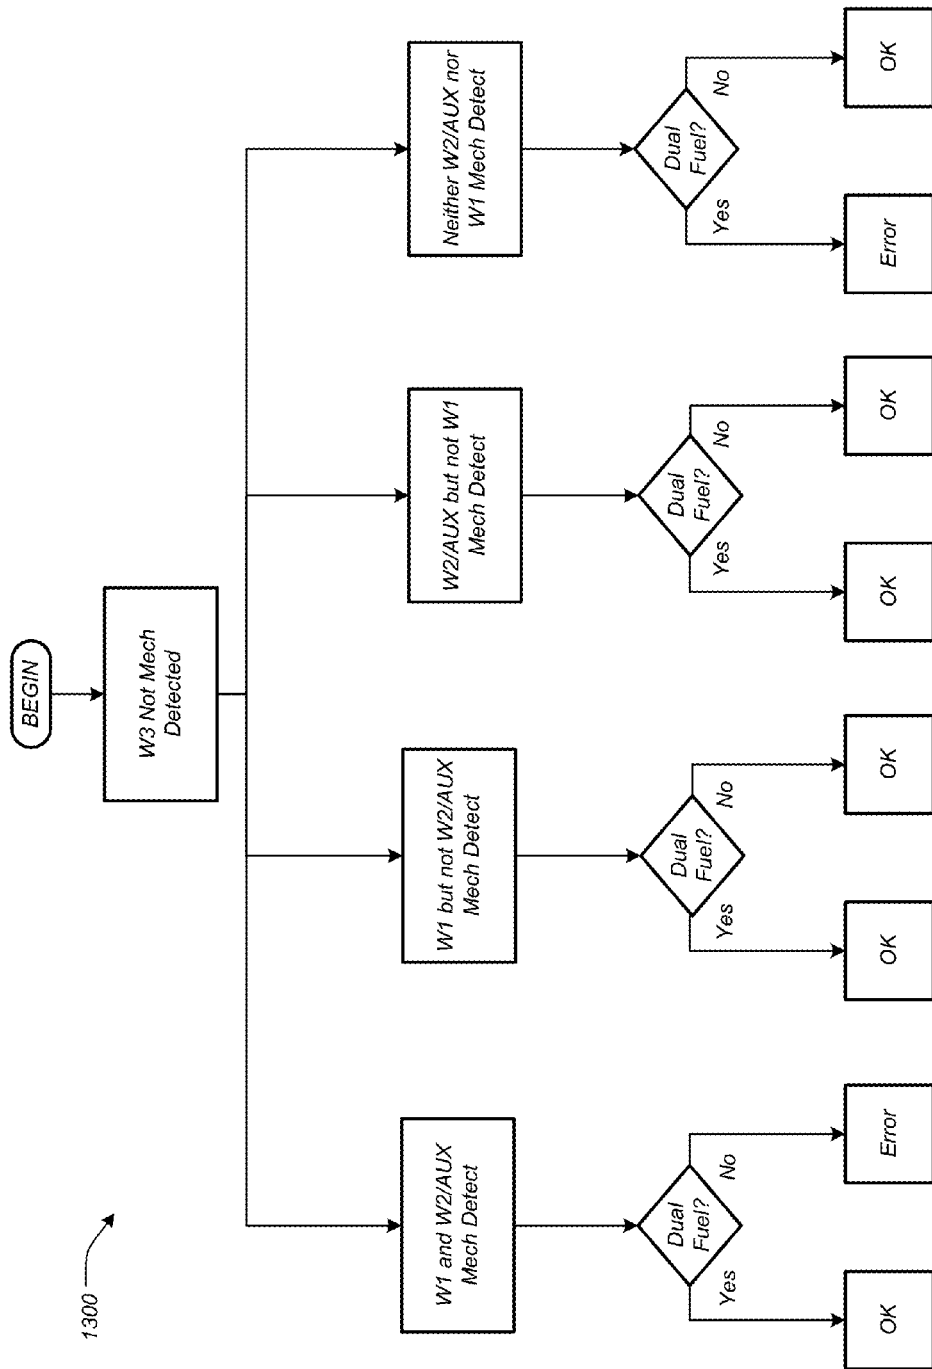 1300
BEGIN
W3 Not Mech
Detected
W1 and W2/AUX
Mech Detect
W1 but not W2/AUX
Mech Detect
W2/AUX but not W1
Mech Detect
Neither W2/AUX nor
W1 Mech Detect
Dual
Fuel?
Yes
No
Dual
Fuel?
Yes
No
Dual
Fuel?
Yes
No
Dual
Fuel?
Yes
No
OK
Error
OK
OK
OK
OK
Error
OK